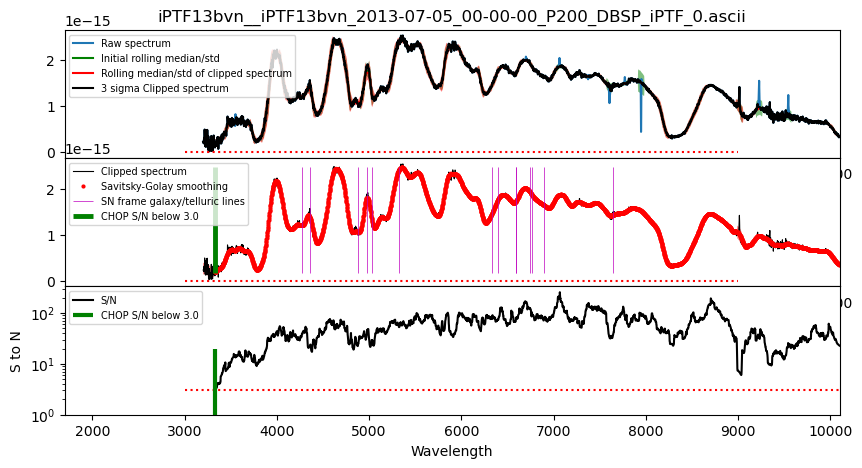 iPTF13bvn__iPTF13bvn_2013-07-05_00-00-00_P200_DBSP_iPTF_0.ascii
1e−15
Raw spectrum
Initial rolling median/std
Rolling median/std of clipped spectrum
3 sigma Clipped spectrum
2
1
0
1e−15
00
Clipped spectrum
Savitsky-Golay smoothing
SN frame galaxy/telluric lines
CHOP S/N below 3.0
2
1
0
00
S/N
CHOP S/N below 3.0
10²
10¹
10⁰
S to N
2000 3000 4000 5000 6000 7000 8000 9000 10000
Wavelength